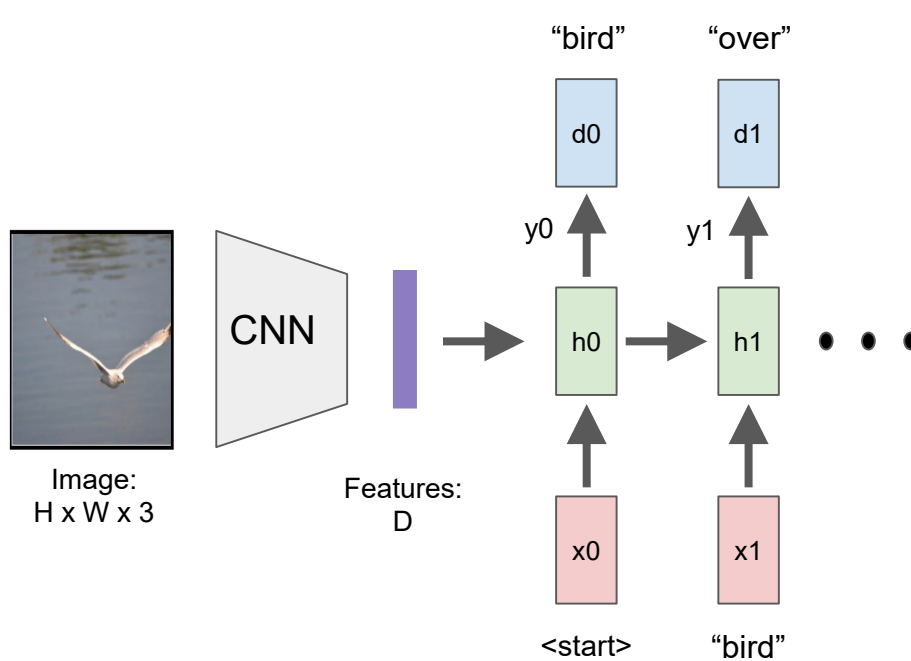 “bird” “over”
d0 d1
y0 y1
CNN
h0 h1
Image:
H x W x 3
Features:
D
x0 x1
<start> “bird”